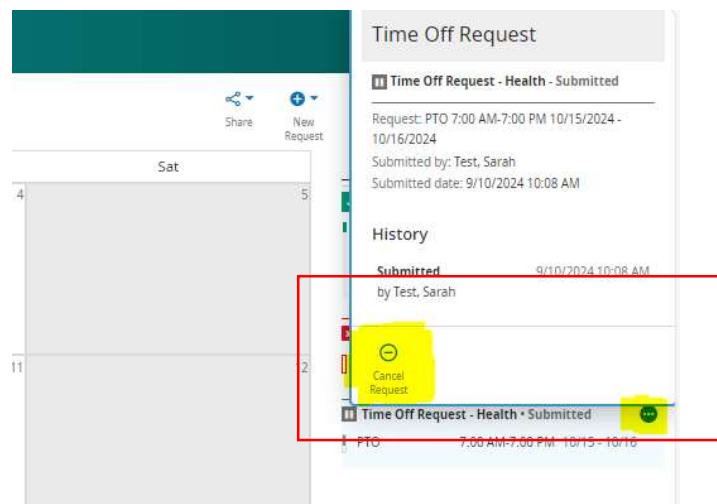 Time Off Request
Time Off Request - Health - Submitted
Request: PTO 7:00 AM-7:00 PM 10/15/2024 -
10/16/2024
Submitted by: Test, Sarah
Submitted date: 9/10/2024 10:08 AM
History
Submitted 9/10/2024 10:08 AM
by Test, Sarah
Cancel
Request
Share
New
Request
Sat
4
5
11
12
Time Off Request - Health • Submitted
PTO 7:00 AM-7:00 PM 10/15 - 10/16